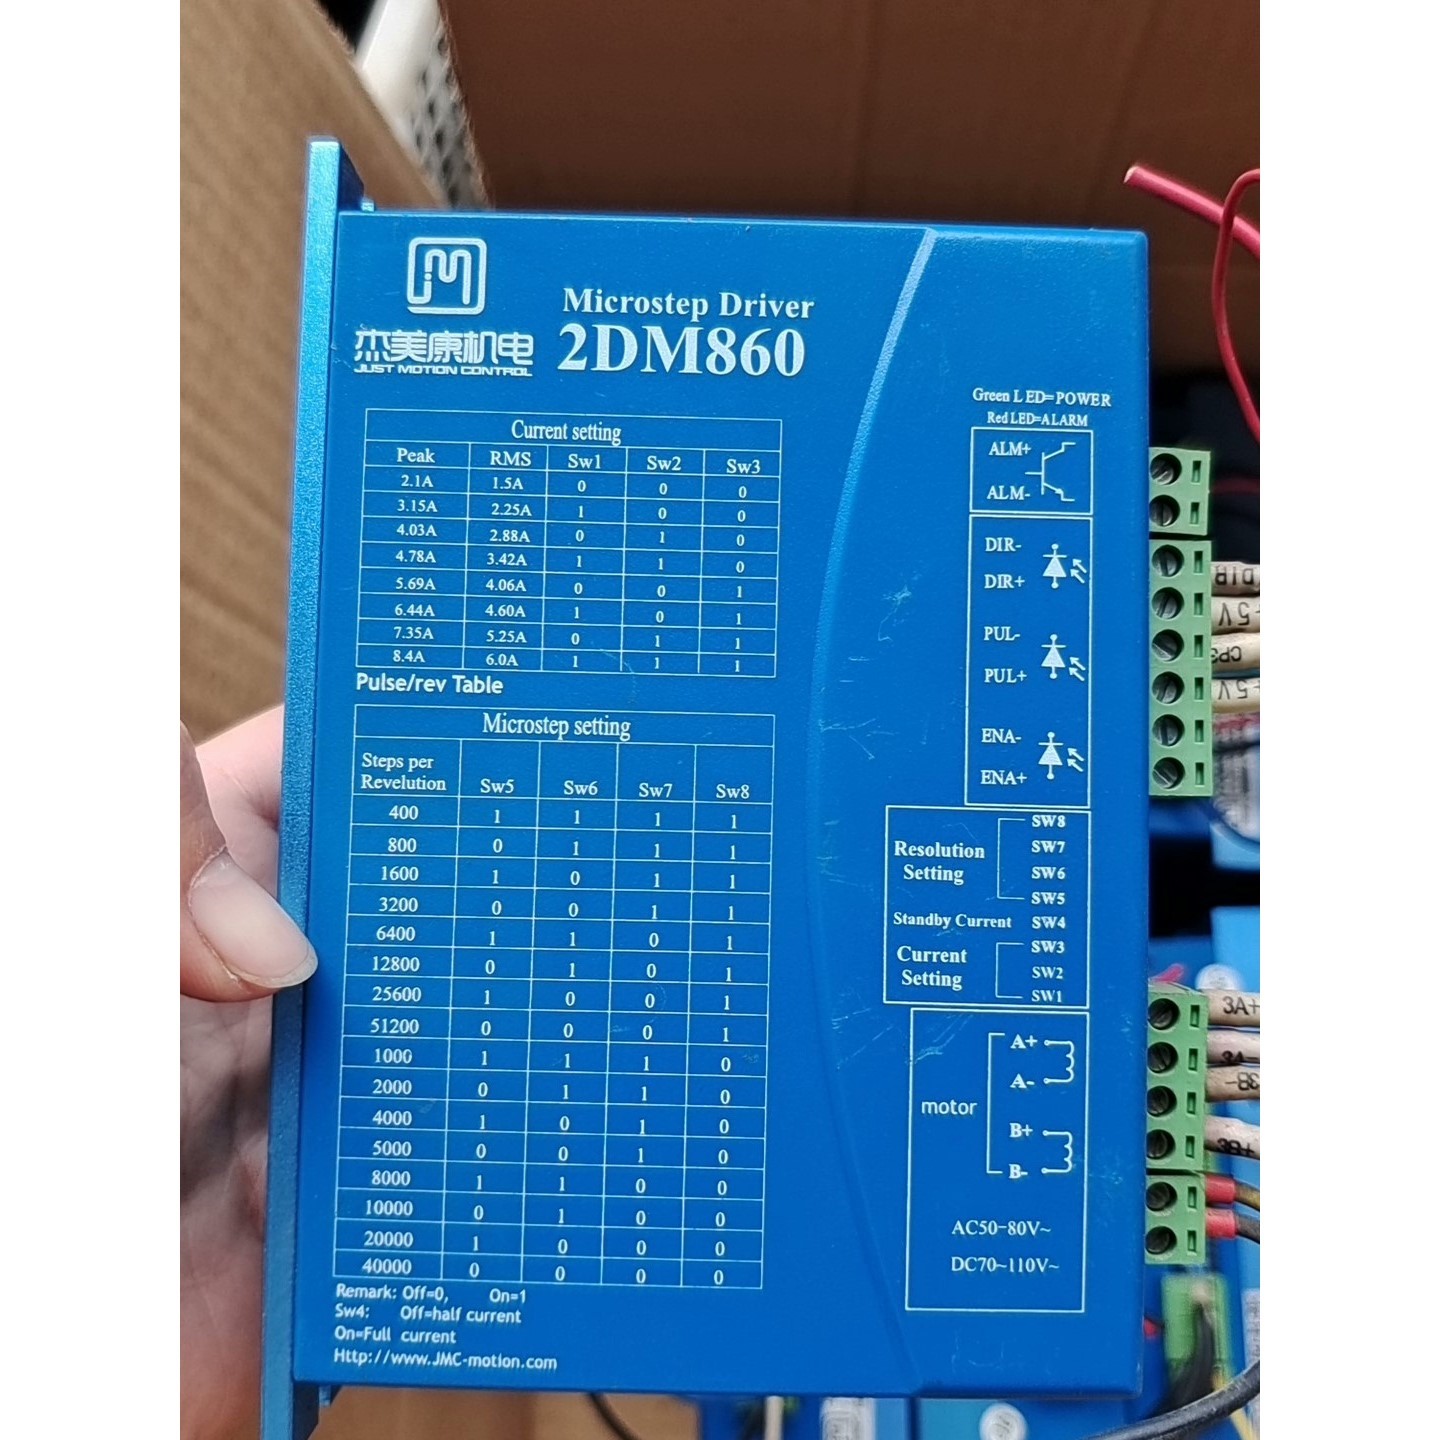 杰美康机电
JUST MOTION CONTROL
Microstep Driver
2DM860
Current setting
Peak RMS Sw1 Sw2 Sw3
2.1A 1.5A 0 0 0
3.15A 2.25A 1 0 0
4.03A 2.88A 0 1 0
4.78A 3.42A 1 1 0
5.69A 4.06A 0 0 1
6.44A 4.60A 1 0 1
7.35A 5.25A 0 1 1
8.4A 6.0A 1 1 1
Pulse/rev Table
Microstep setting
Steps per
Revelution Sw5 Sw6 Sw7 Sw8
400 1 1 1 1
800 0 1 1 1
1600 1 0 1 1
3200 0 0 1 1
6400 1 1 0 1
12800 0 1 0 1
25600 1 0 0 1
51200 0 0 0 1
1000 1 1 1 0
2000 0 1 1 0
4000 1 0 1 0
5000 0 0 1 0
8000 1 1 0 0
10000 0 1 0 0
20000 1 0 0 0
40000 0 0 0 0
Remark: Off=0, On=1
Sw4: Off=half current
On=Full current
Http://www.JMC-motion.com
Green LED=POWER
Red LED=ALARM
ALM+
ALM-
DIR-
DIR+
PUL-
PUL+
ENA-
ENA+
Resolution
Setting
SW8
SW7
SW6
SW5
Standby Current SW4
Current
Setting
SW3
SW2
SW1
motor
A+
A-
B+
B-
AC50-80V~
DC70~110V~
DIR
+5V
+5V
3A+
3A-
3B-
3B+